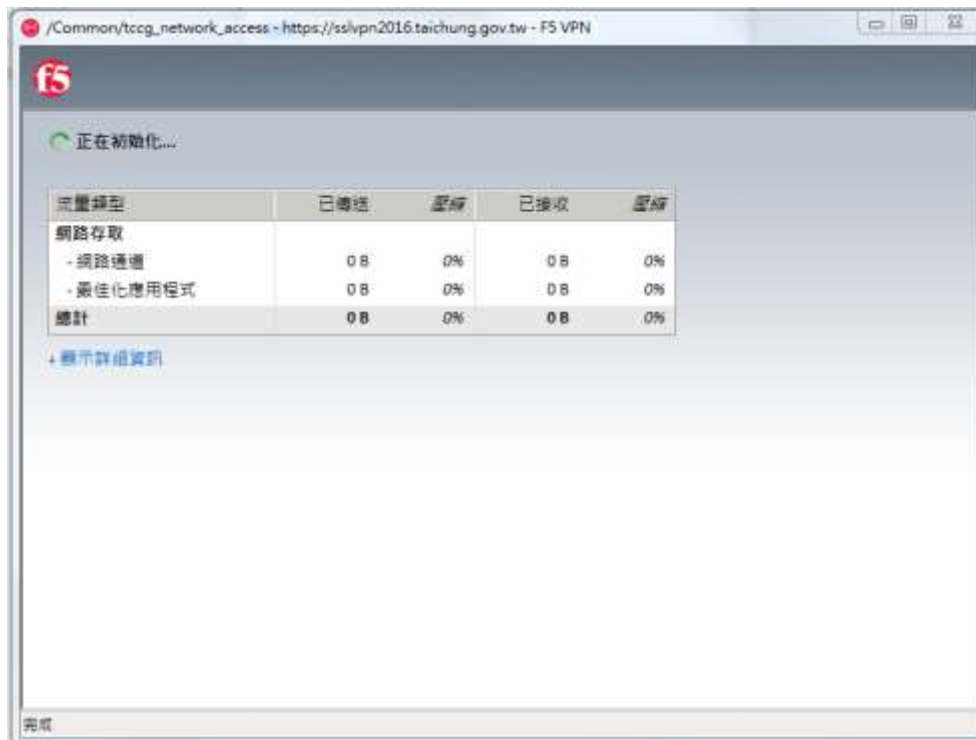 /Common/tccg_network_access - https://sslvpn2016.taichung.gov.tw - F5 VPN
f5
正在初始化...
流量類型 已傳送 壓縮 已接收 壓縮
網路存取
- 網路通道 0 B 0% 0 B 0%
- 最佳化應用程式 0 B 0% 0 B 0%
總計 0 B 0% 0 B 0%
+ 顯示詳細資訊
完成